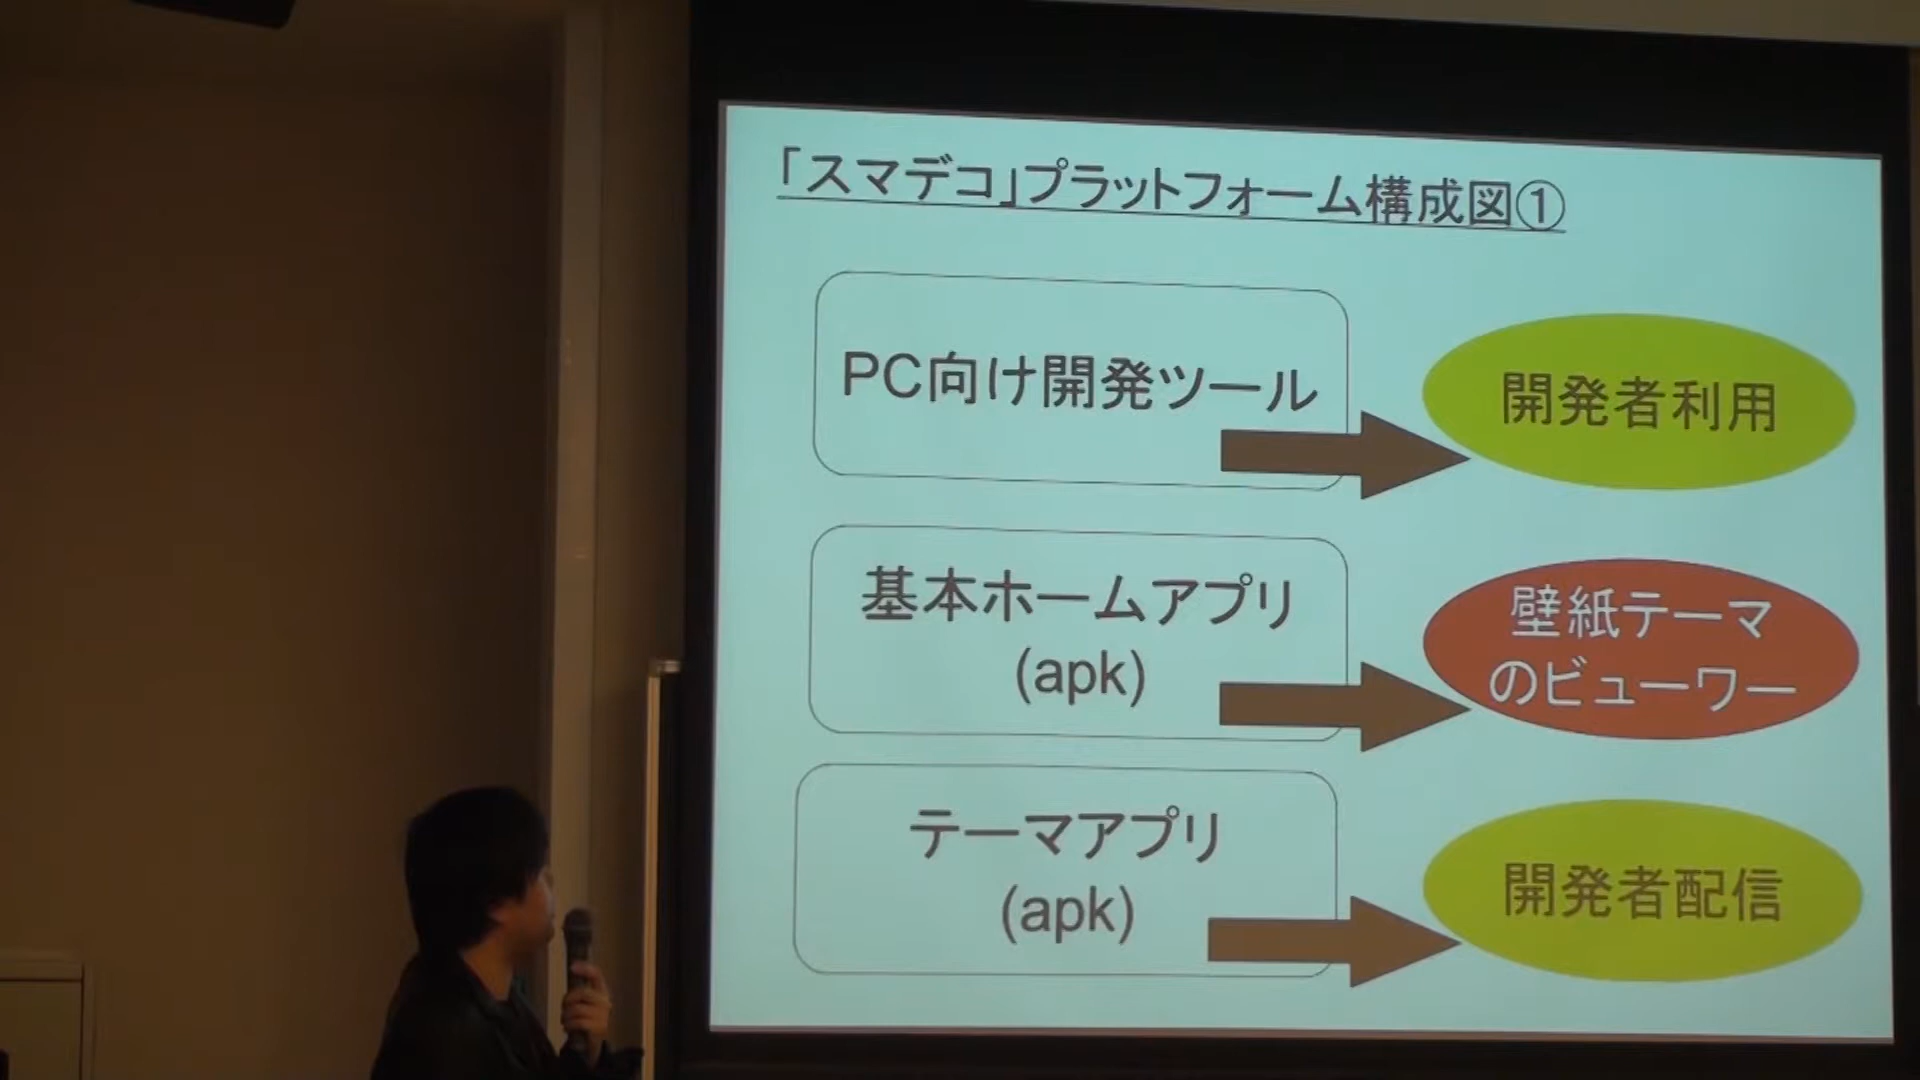 「スマデコ」プラットフォーム構成図①
PC向け開発ツール
開発者利用
基本ホームアプリ
(apk)
壁紙テーマ
のビューワー
テーマアプリ
(apk)
開発者配信